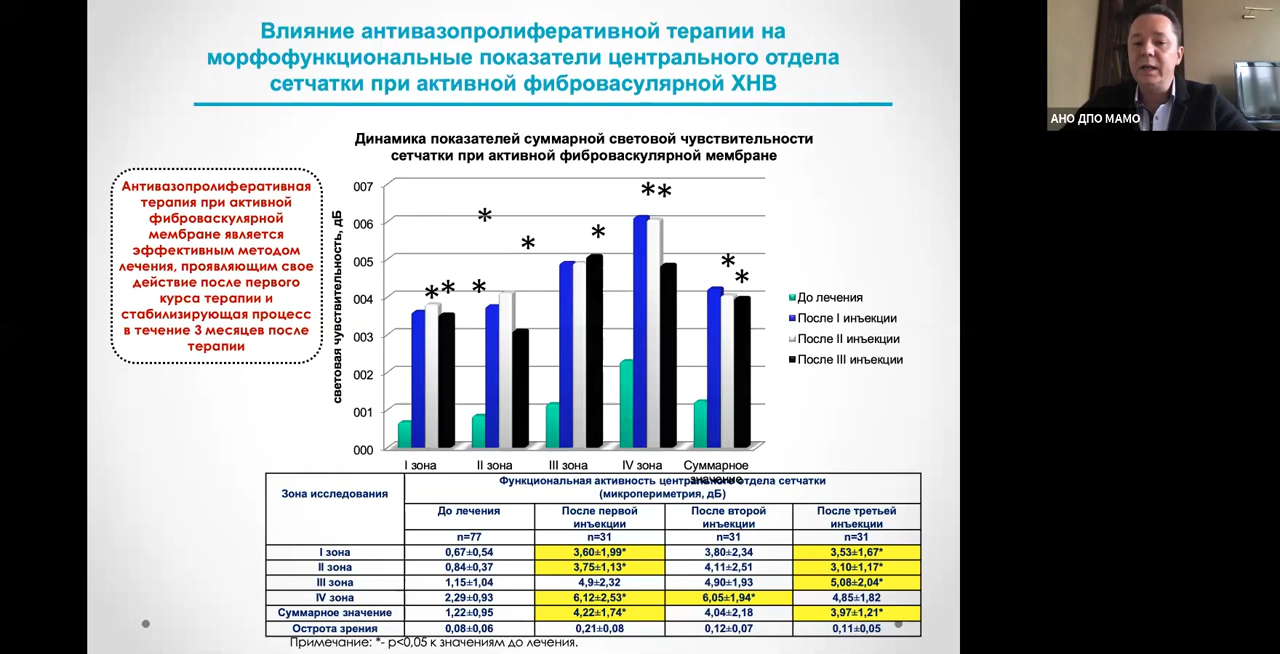 Влияние антивазопролиферативной терапии на
морфофункциональные показатели центрального отдела
сетчатки при активной фибровасулярной ХНВ
АНО ДПО МАМО
Антивазопролиферативная
терапия при активной
фиброваскулярной
мембране является
эффективным методом
лечения, проявляющим свое
действие после первого
курса терапии и
стабилизирующая процесс
в течение 3 месяцев после
терапии
Динамика показателей суммарной световой чувствительности
сетчатки при активной фиброваскулярной мембране
световая чувствительность, дБ
007
006
005
004
003
002
001
000
* * * * * * * * * * *
I зона II зона III зона IV зона Суммарное
значение
До лечения
После I инъекции
После II инъекции
После III инъекции
Зона исследования
Функциональная активность центрального отдела сетчатки
(микропериметрия, дБ)
До лечения После первой инъекции После второй инъекции После третьей инъекции
n=77 n=31 n=31 n=31
I зона 0,67±0,54 3,60±1,99* 3,80±2,34 3,53±1,67*
II зона 0,84±0,37 3,75±1,13* 4,11±2,51 3,10±1,17*
III зона 1,15±1,04 4,9±2,32 4,90±1,93 5,08±2,04*
IV зона 2,29±0,93 6,12±2,53* 6,05±1,94* 4,85±1,82
Суммарное значение 1,22±0,95 4,22±1,74* 4,04±2,18 3,97±1,21*
Острота зрения 0,08±0,06 0,21±0,08 0,12±0,07 0,11±0,05
Примечание: *- p<0,05 к значениям до лечения.